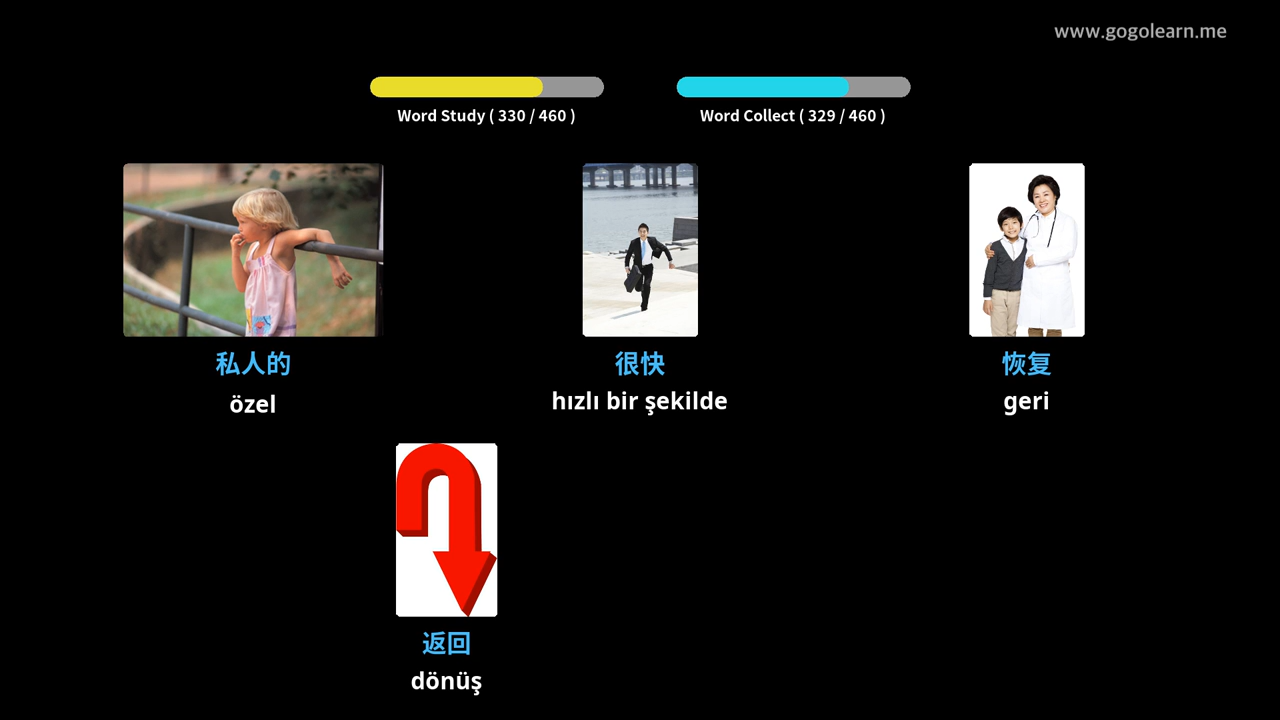 www.gogolearn.me
Word Study ( 330 / 460 )
Word Collect ( 329 / 460 )
私人的
özel
很快
hızlı bir şekilde
恢复
geri
返回
dönüş